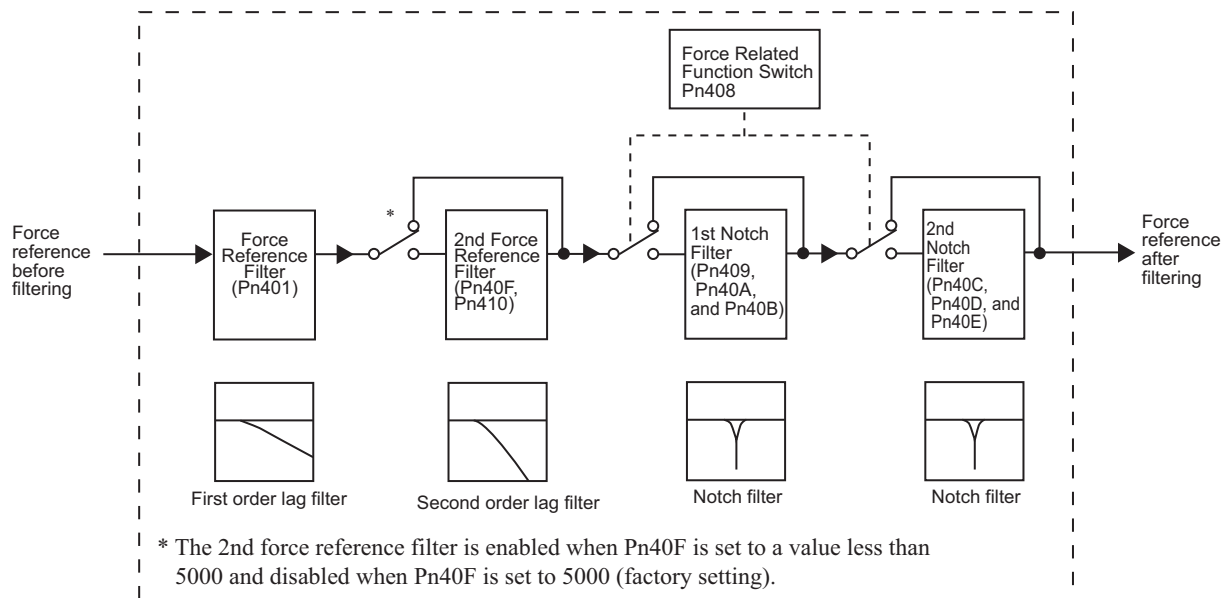 Force Related
Function Switch
Pn408
Force
reference
before
filtering
Force
Reference
Filter
(Pn401)
*
2nd Force
Reference
Filter
(Pn40F,
Pn410)
1st Notch
Filter
(Pn409,
Pn40A,
and Pn40B)
2nd
Notch
Filter
(Pn40C,
Pn40D, and
Pn40E)
Force
reference
after
filtering
First order lag filter
Second order lag filter
Notch filter
Notch filter
* The 2nd force reference filter is enabled when Pn40F is set to a value less than
5000 and disabled when Pn40F is set to 5000 (factory setting).